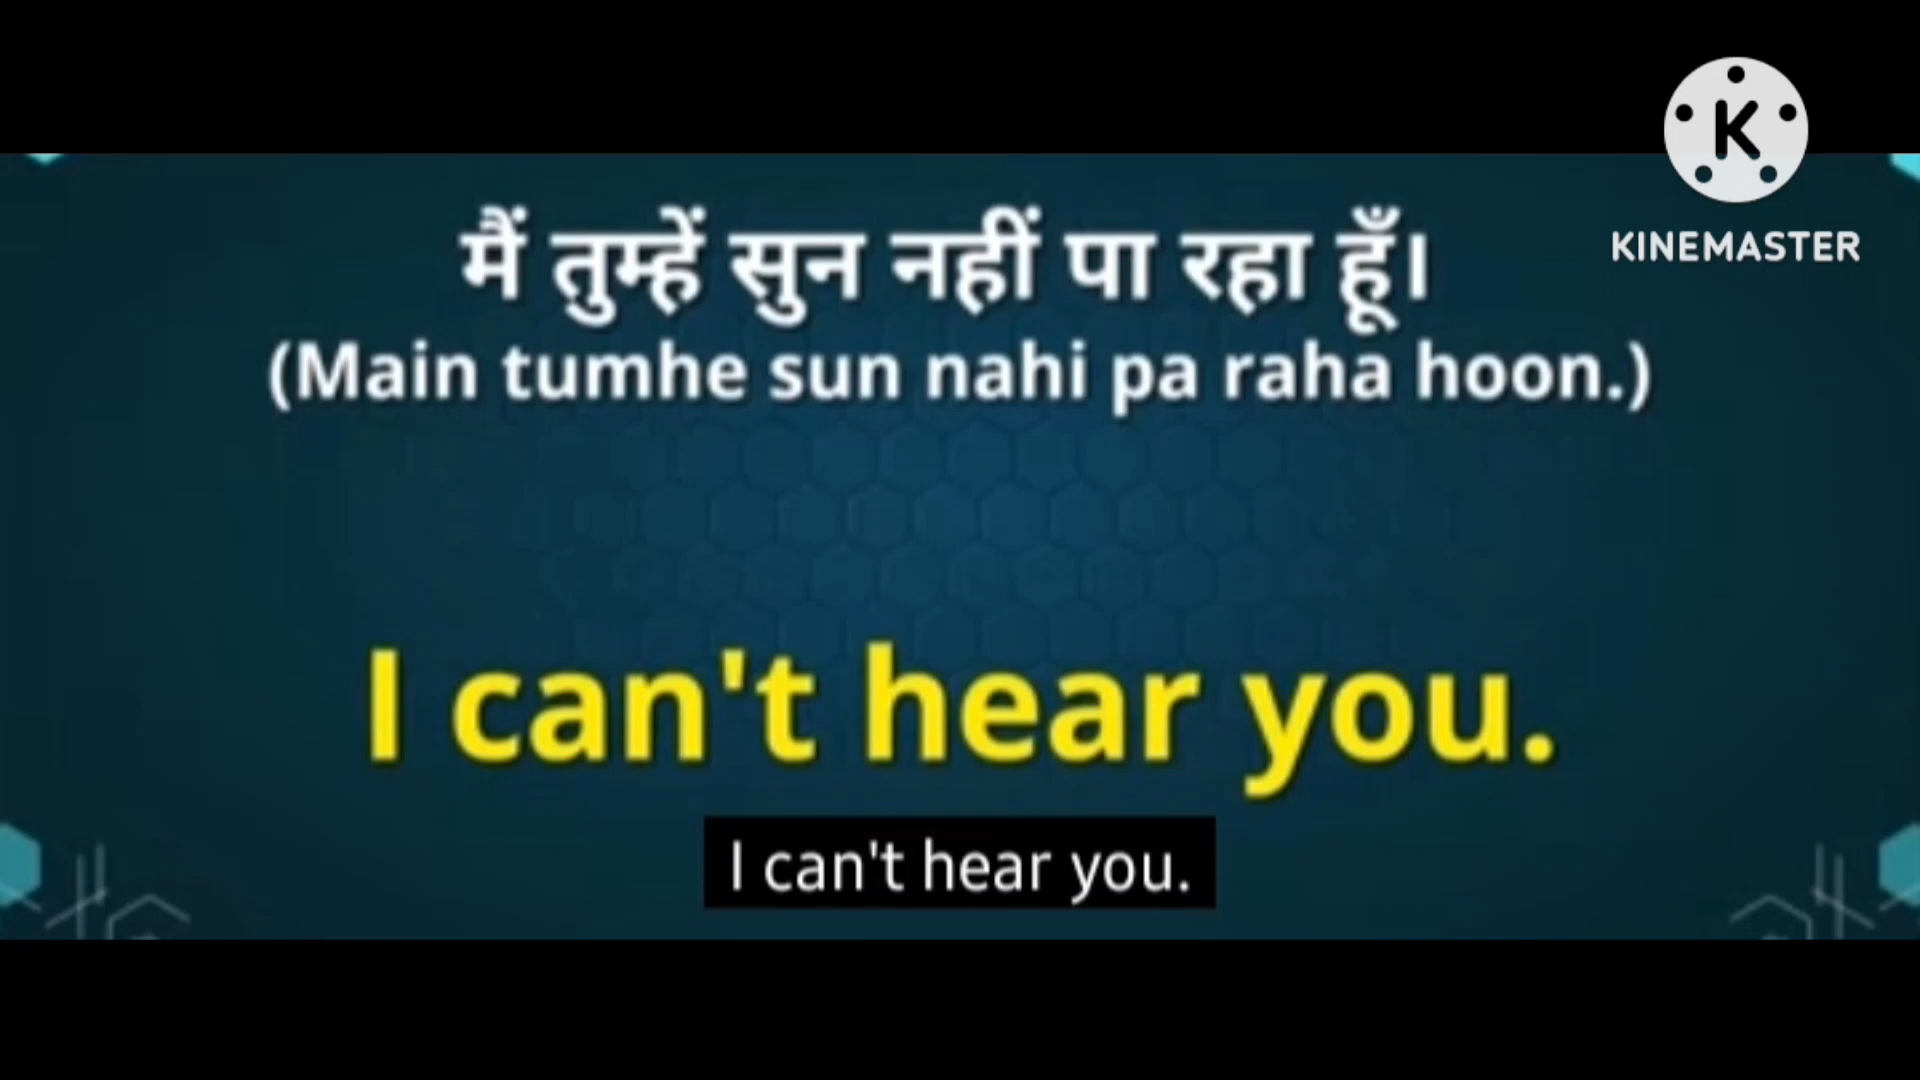 K
KINEMASTER
मैं तुम्हें सुन नहीं पा रहा हूँ।
(Main tumhe sun nahi pa raha hoon.)
I can't hear you.
I can't hear you.